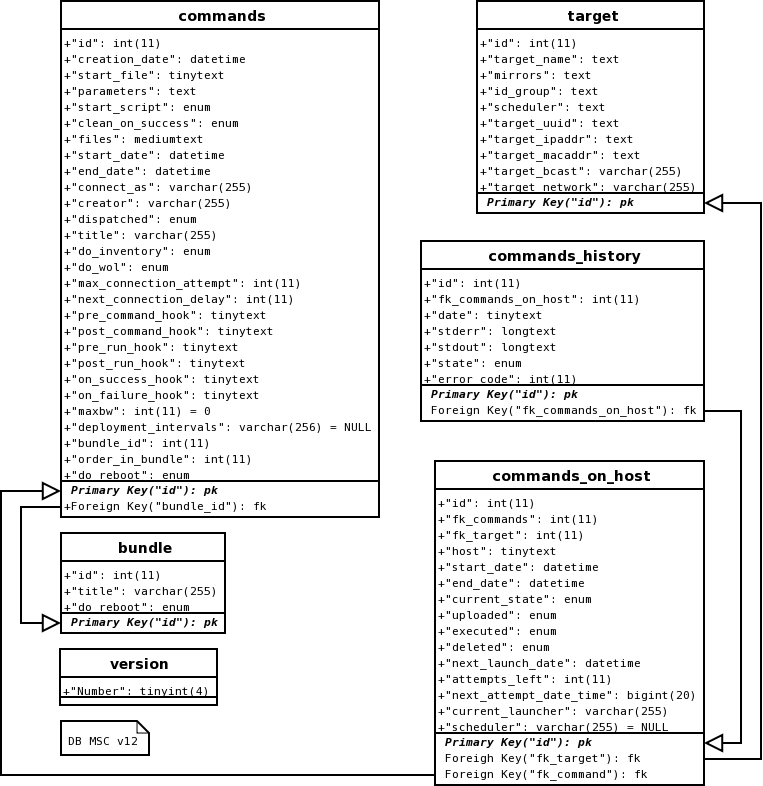 commands
+"id": int(11)
+"creation_date": datetime
+"start_file": tinytext
+"parameters": text
+"start_script": enum
+"clean_on_success": enum
+"files": mediumtext
+"start_date": datetime
+"end_date": datetime
+"connect_as": varchar(255)
+"creator": varchar(255)
+"dispatched": enum
+"title": varchar(255)
+"do_inventory": enum
+"do_wol": enum
+"max_connection_attempt": int(11)
+"next_connection_delay": int(11)
+"pre_command_hook": tinytext
+"post_command_hook": tinytext
+"pre_run_hook": tinytext
+"post_run_hook": tinytext
+"on_success_hook": tinytext
+"on_failure_hook": tinytext
+"maxbw": int(11) = 0
+"deployment_intervals": varchar(256) = NULL
+"bundle_id": int(11)
+"order_in_bundle": int(11)
+"do_reboot": enum
Primary Key("id"): pk
+Foreign Key("bundle_id"): fk
bundle
+"id": int(11)
+"title": varchar(255)
+"do_reboot": enum
Primary Key("id"): pk
version
+"Number": tinyint(4)
DB MSC v12
target
+"id": int(11)
+"target_name": text
+"mirrors": text
+"id_group": text
+"scheduler": text
+"target_uuid": text
+"target_ipaddr": text
+"target_macaddr": text
+"target_bcast": varchar(255)
+"target_network": varchar(255)
Primary Key("id"): pk
commands_history
+"id": int(11)
+"fk_commands_on_host": int(11)
+"date": tinytext
+"stderr": longtext
+"stdout": longtext
+"state": enum
+"error_code": int(11)
Primary Key("id"): pk
Foreign Key("fk_commands_on_host"): fk
commands_on_host
+"id": int(11)
+"fk_commands": int(11)
+"fk_target": int(11)
+"host": tinytext
+"start_date": datetime
+"end_date": datetime
+"current_state": enum
+"uploaded": enum
+"executed": enum
+"deleted": enum
+"next_launch_date": datetime
+"attempts_left": int(11)
+"next_attempt_date_time": bigint(20)
+"current_launcher": varchar(255)
+"scheduler": varchar(255) = NULL
Primary Key("id"): pk
Foreigh Key("fk_target"): fk
Foreign Key("fk_command"): fk